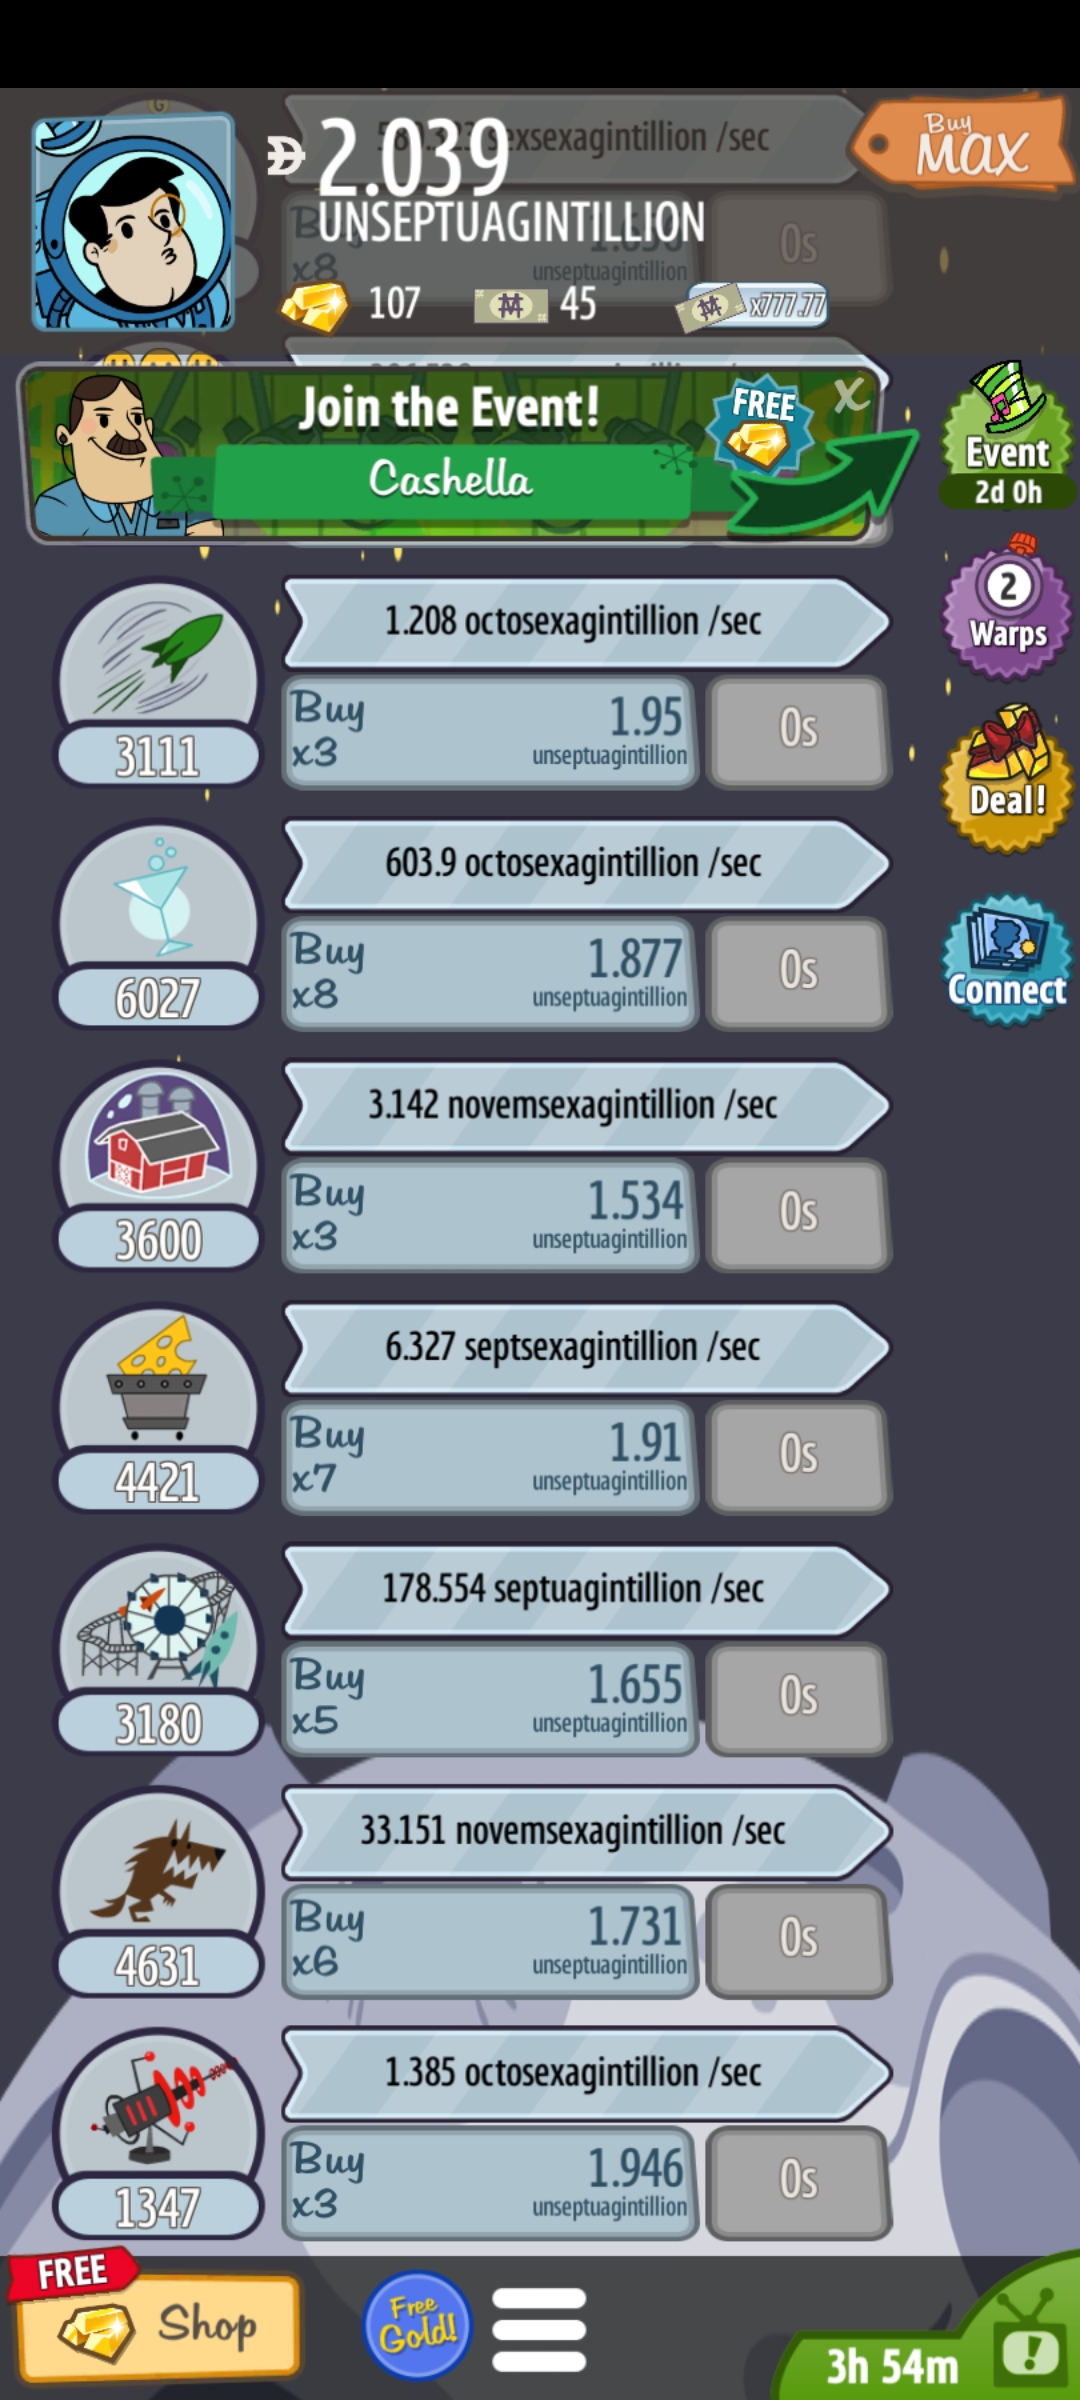 sexsexagintillion /sec
2.039
UNSEPTUAGINTILLION
Buy
MAX
Buy
x8
unseptuagintillion
0s
107
45
x777.77
Join the Event!
FREE
X
Cashella
Event
2d 0h
2
Warps
Deal!
Connect
1.208 octosexagintillion /sec
Buy
x3
1.95
unseptuagintillion
0s
3111
603.9 octosexagintillion /sec
Buy
x8
1.877
unseptuagintillion
0s
6027
3.142 novemsexagintillion /sec
Buy
x3
1.534
unseptuagintillion
0s
3600
6.327 septsexagintillion /sec
Buy
x7
1.91
unseptuagintillion
0s
4421
178.554 septuagintillion /sec
Buy
x5
1.655
unseptuagintillion
0s
3180
33.151 novemsexagintillion /sec
Buy
x6
1.731
unseptuagintillion
0s
4631
1.385 octosexagintillion /sec
Buy
x3
1.946
unseptuagintillion
0s
1347
FREE
Shop
Free
Gold!
3h 54m
!